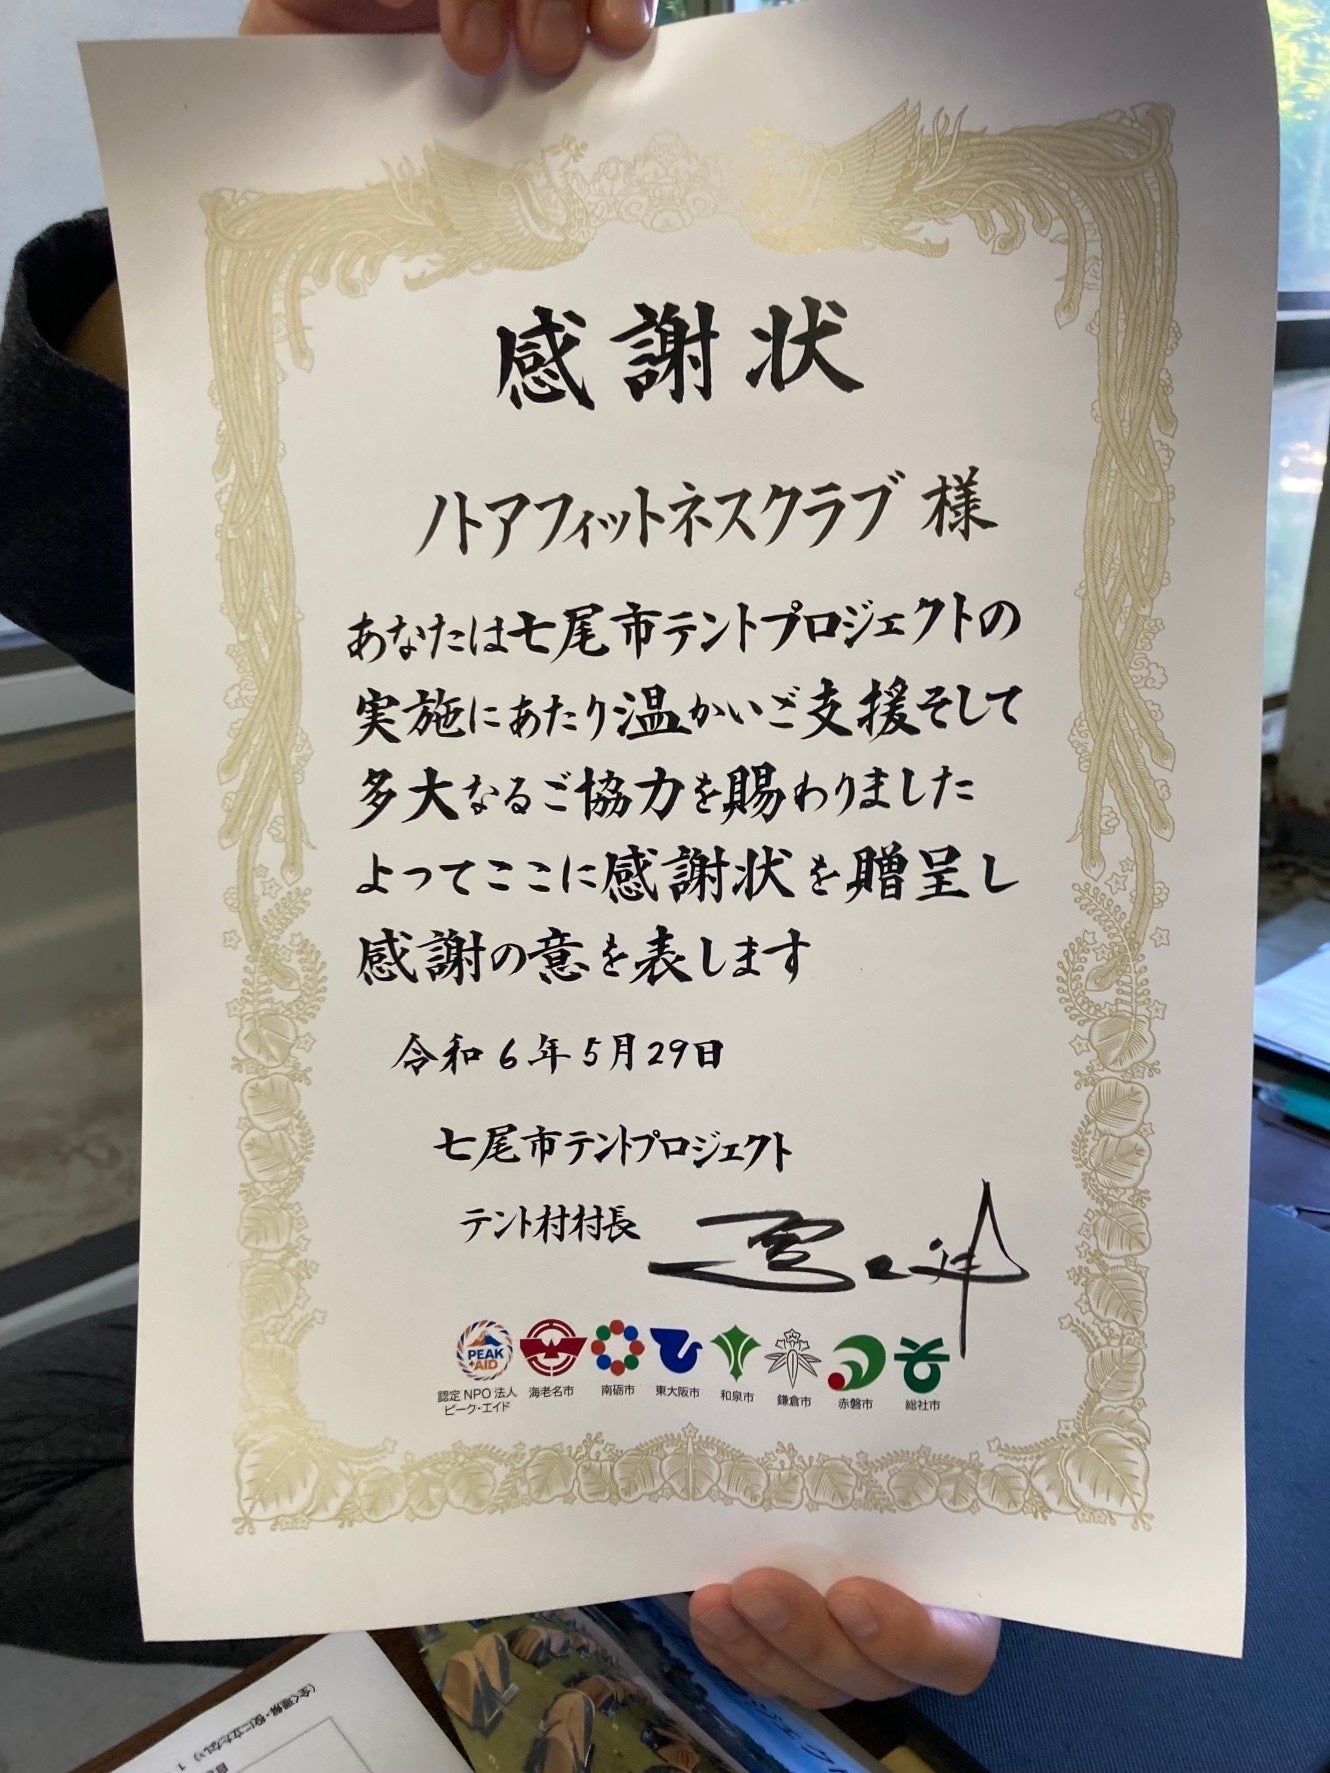 感謝状
ノトアフィットネスクラブ 様
あなたは七尾市テントプロジェクトの
実施にあたり温かいご支援そして
多大なるご協力を賜わりました
よってここに感謝状を贈呈し
感謝の意を表します
令和6年5月29日
七尾市テントプロジェクト
テント村村長
PEAK
+AID
認定NPO法人
ピーク・エイド
海老名市
南砺市
東大阪市
和泉市
鎌倉市
赤磐市
総社市